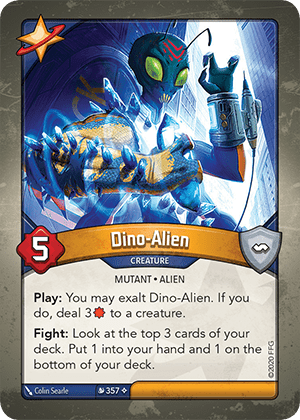 5
Dino-Alien
CREATURE
MUTANT • ALIEN
Play: You may exalt Dino-Alien. If you
do, deal 3 to a creature.
Fight: Look at the top 3 cards of your
deck. Put 1 into your hand and 1 on the
bottom of your deck.
Colin Searle
357
©2020 FFG